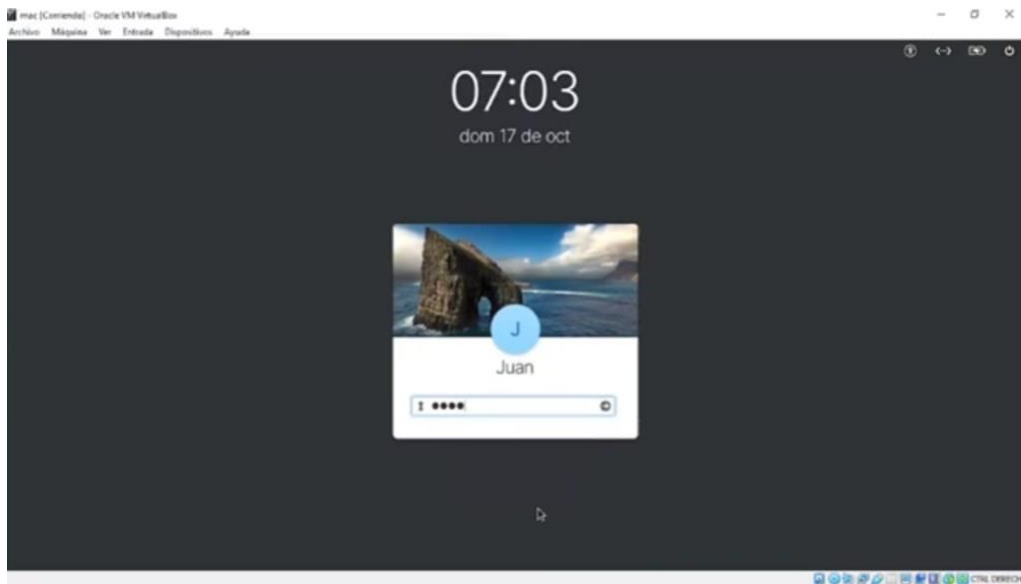 mac [Corriendo] - Oracle VM VirtualBox
Archivo Máquina Ver Entrada Dispositivos Ayuda
07:03
dom 17 de oct
J
Juan
CTRL DERECH